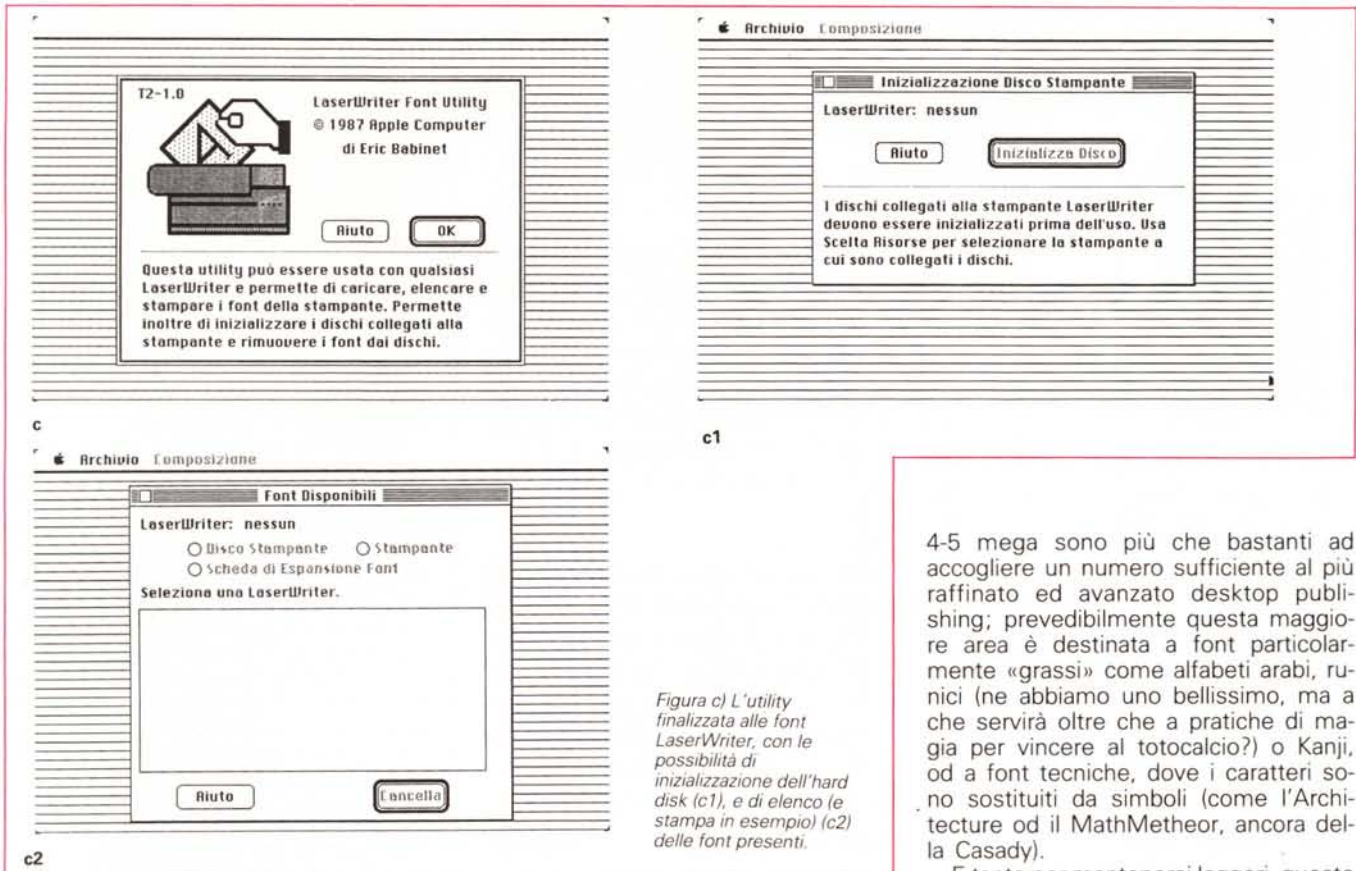 T2-1.0
LaserWriter Font Utility
© 1987 Apple Computer
di Eric Babinet
Aiuto
OK
Questa utility può essere usata con qualsiasi
LaserWriter e permette di caricare, elencare e
stampare i font della stampante. Permette
inoltre di inizializzare i dischi collegati alla
stampante e rimuovere i font dai dischi.
c
Archivio Composizione
Inizializzazione Disco Stampante
LaserWriter: nessun
Aiuto
Inizializza Disco
I dischi collegati alla stampante LaserWriter
devono essere inizializzati prima dell'uso. Usa
Scelta Risorse per selezionare la stampante a
cui sono collegati i dischi.
c1
Archivio Composizione
Font Disponibili
LaserWriter: nessun
Disco Stampante Stampante
Scheda di Espansione Font
Seleziona una LaserWriter.
Aiuto
Cancella
c2
Figura c) L'utility
finalizzata alle font
LaserWriter, con le
possibilità di
inizializzazione dell'hard
disk (c1), e di elenco (e
stampa in esempio) (c2)
delle font presenti.
4-5 mega sono più che bastanti ad
accogliere un numero sufficiente al più
raffinato ed avanzato desktop publi-
shing; prevedibilmente questa maggio-
re area è destinata a font particolar-
mente «grassi» come alfabeti arabi, ru-
nici (ne abbiamo uno bellissimo, ma a
che servirà oltre che a pratiche di ma-
gia per vincere al totocalcio?) o Kanji,
od a font tecniche, dove i caratteri so-
no sostituiti da simboli (come l'Archi-
tecture od il MathMetheor, ancora del-
la Casady).